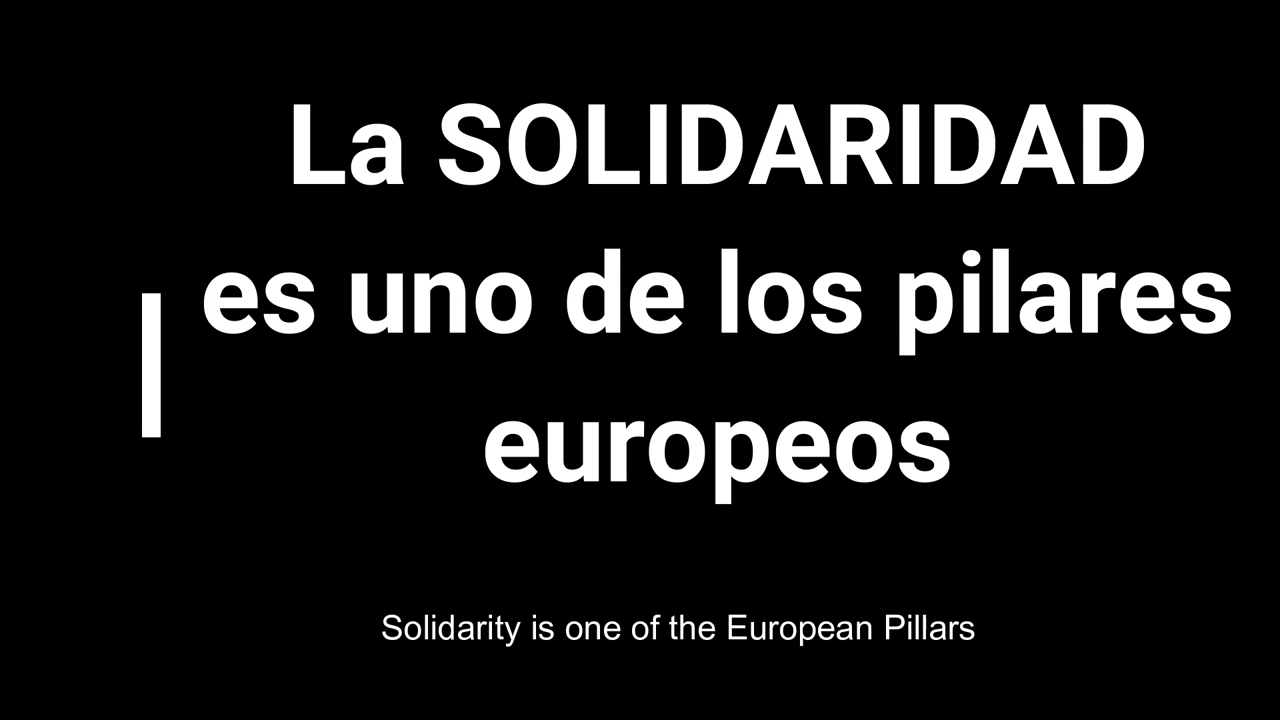 La SOLIDARIDAD
es uno de los pilares
europeos
Solidarity is one of the European Pillars